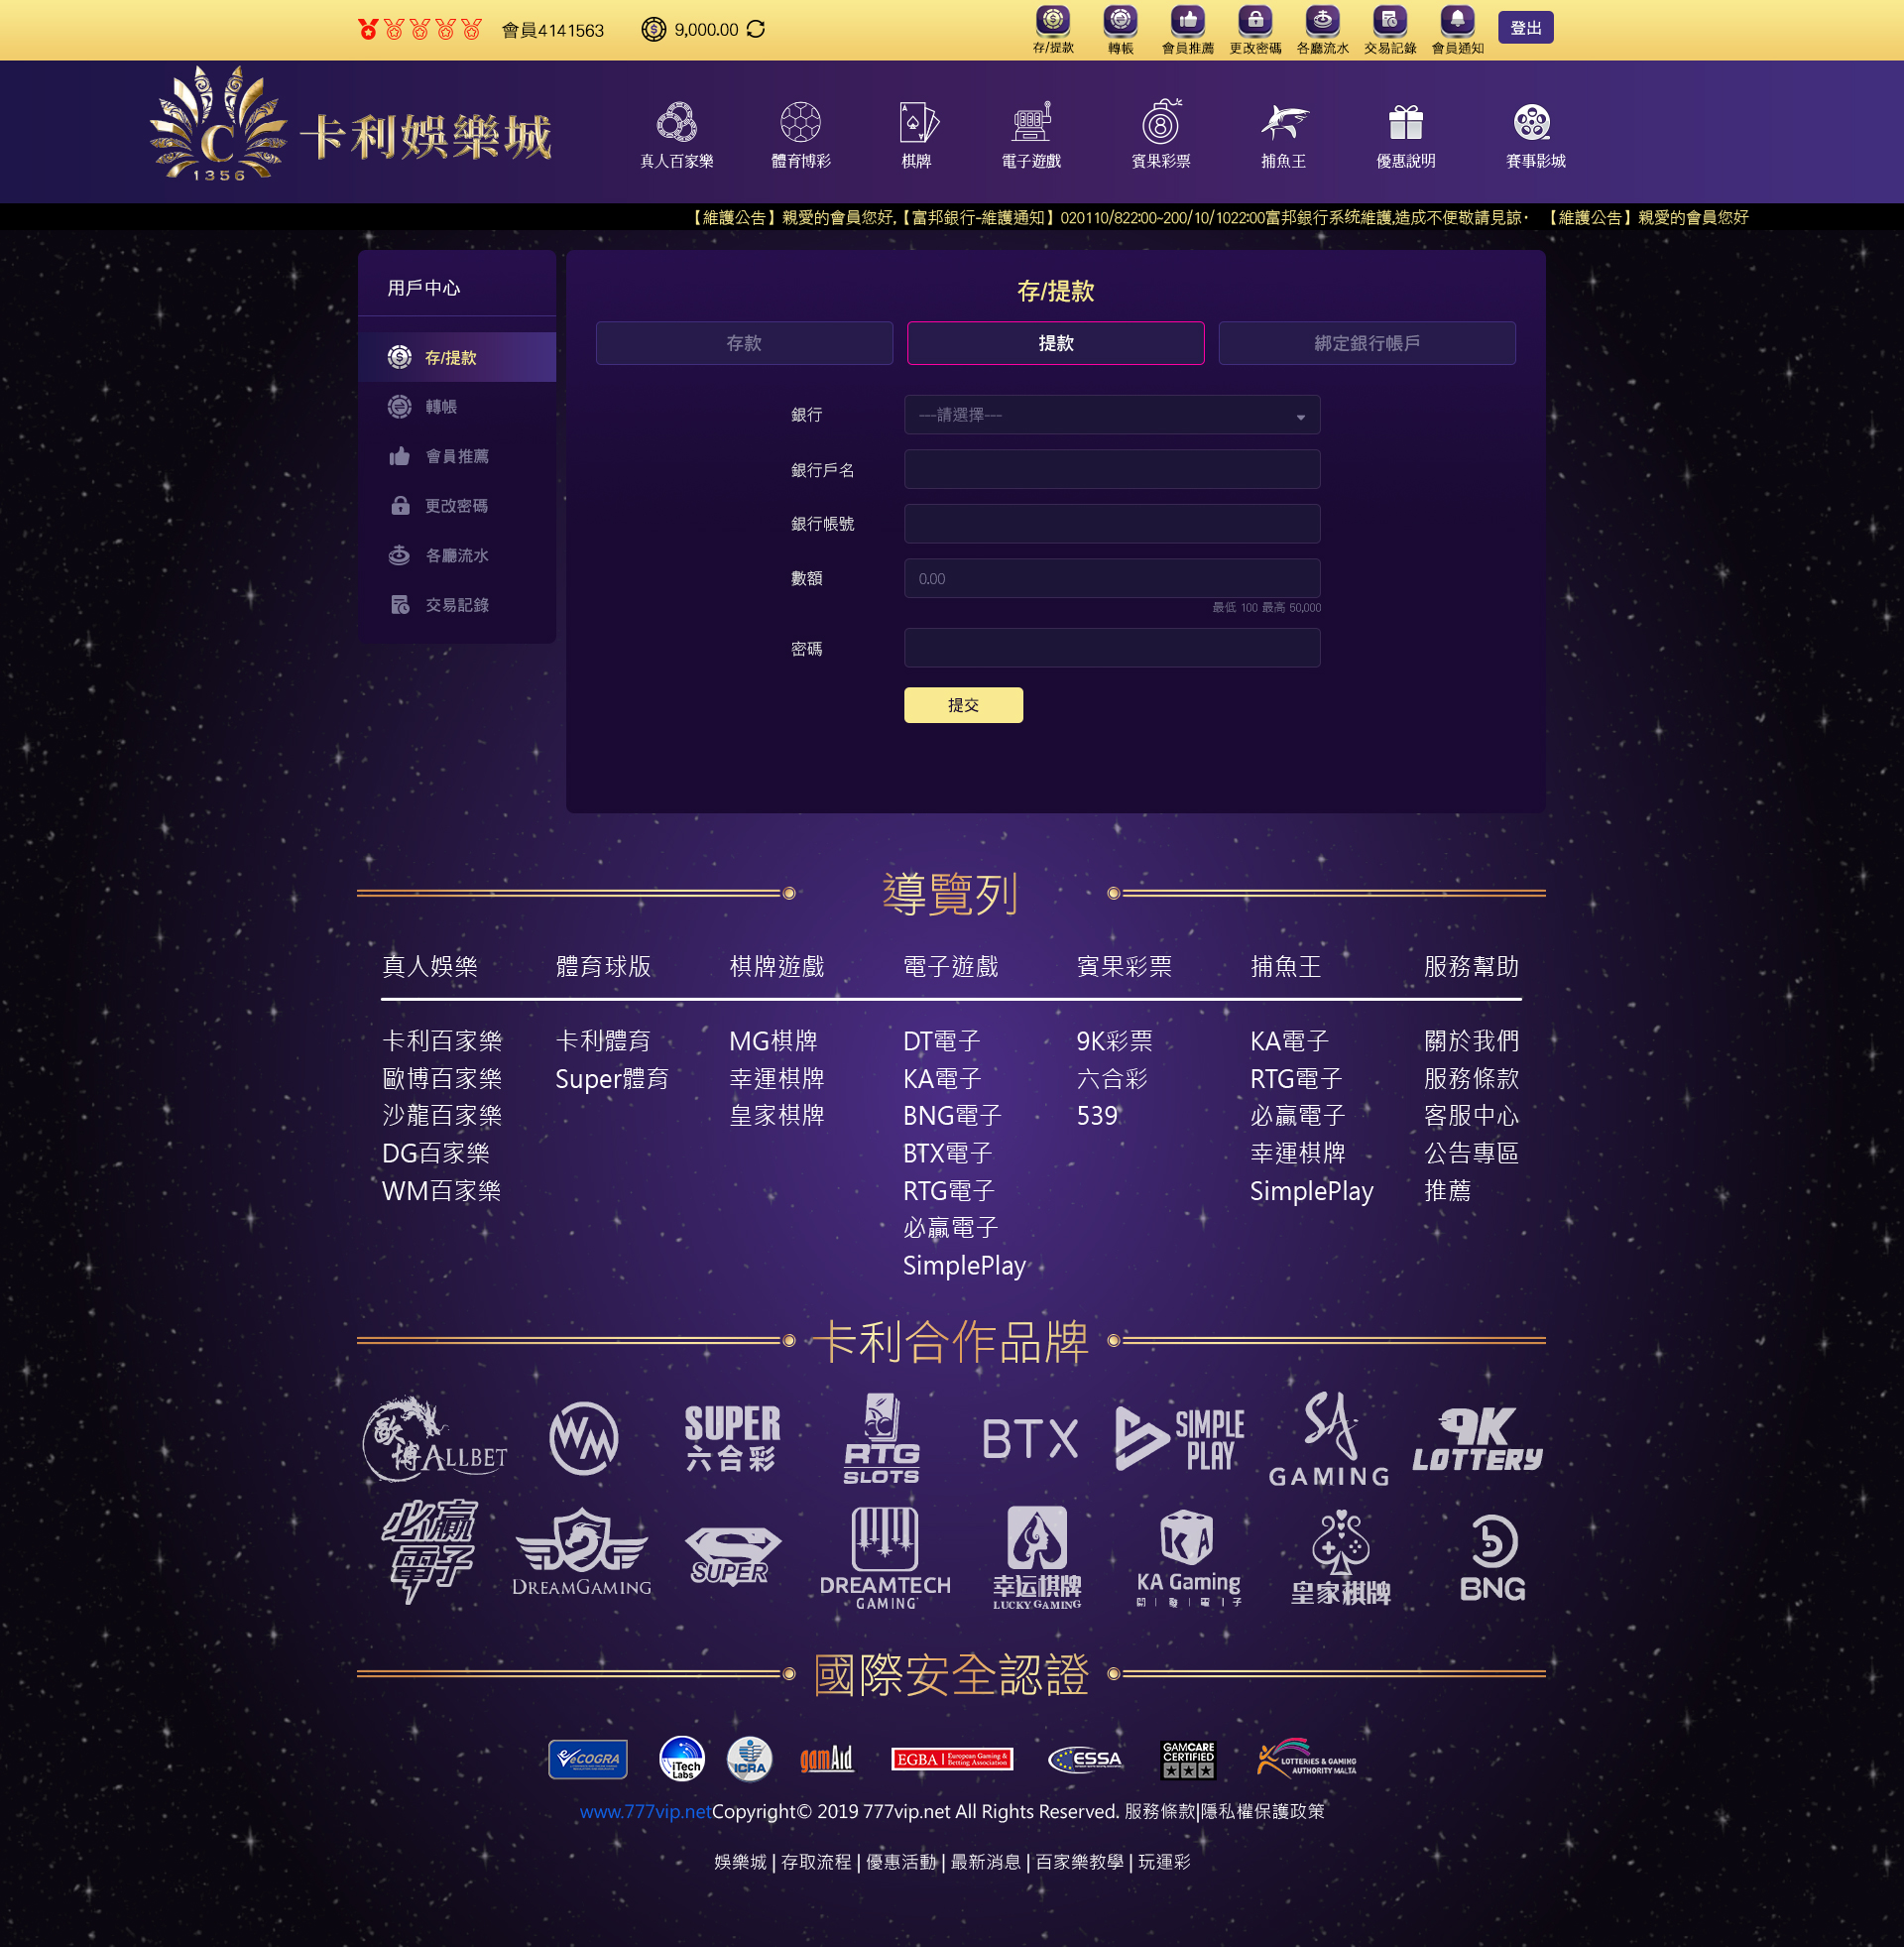 會員4141563 9,000.00
存/提款 轉帳 會員推薦 更改密碼 各廳流水 交易記錄 會員通知 登出
C
1356
卡利娛樂城
真人百家樂 體育博彩 棋牌 電子遊戲 賓果彩票 捕魚王 優惠說明 賽事影城
【維護公告】親愛的會員您好,【富邦銀行-維護通知】020110/822:00~200/10/1022:00富邦銀行系統維護,造成不便敬請見諒· 【維護公告】親愛的會員您好
用戶中心
存/提款
轉帳
會員推薦
更改密碼
各廳流水
交易記錄
存/提款
存款 提款 綁定銀行帳戶
銀行 ---請選擇---
銀行戶名
銀行帳號
數額 0.00
最低 100 最高 50,000
密碼
提交
導覽列
真人娛樂 體育球版 棋牌遊戲 電子遊戲 賓果彩票 捕魚王 服務幫助
卡利百家樂 卡利體育 MG棋牌 DT電子 9K彩票 KA電子 關於我們
歐博百家樂 Super體育 幸運棋牌 KA電子 六合彩 RTG電子 服務條款
沙龍百家樂 皇家棋牌 BNG電子 539 必贏電子 客服中心
DG百家樂 BTX電子 幸運棋牌 公告專區
WM百家樂 RTG電子 SimplePlay 推薦
必贏電子
SimplePlay
卡利合作品牌
歐博ALLBET WM SUPER 六合彩 RTG SLOTS BTX SIMPLE PLAY SA GAMING 9K LOTTERY
必贏電子 DG DREAMGAMING S SUPER DREAMTECH GAMING 幸运棋牌 LUCKY GAMING KA KA Gaming 開|發|電|子 皇家棋牌 BNG
國際安全認證
eCOGRA iTech Labs ICRA gamAid EGBA European Gaming & Betting Association ESSA GAMCARE CERTIFIED LOTTERIES & GAMING AUTHORITY MALTA
www.777vip.netCopyright© 2019 777vip.net All Rights Reserved. 服務條款|隱私權保護政策
娛樂城 | 存取流程 | 優惠活動 | 最新消息 | 百家樂教學 | 玩運彩